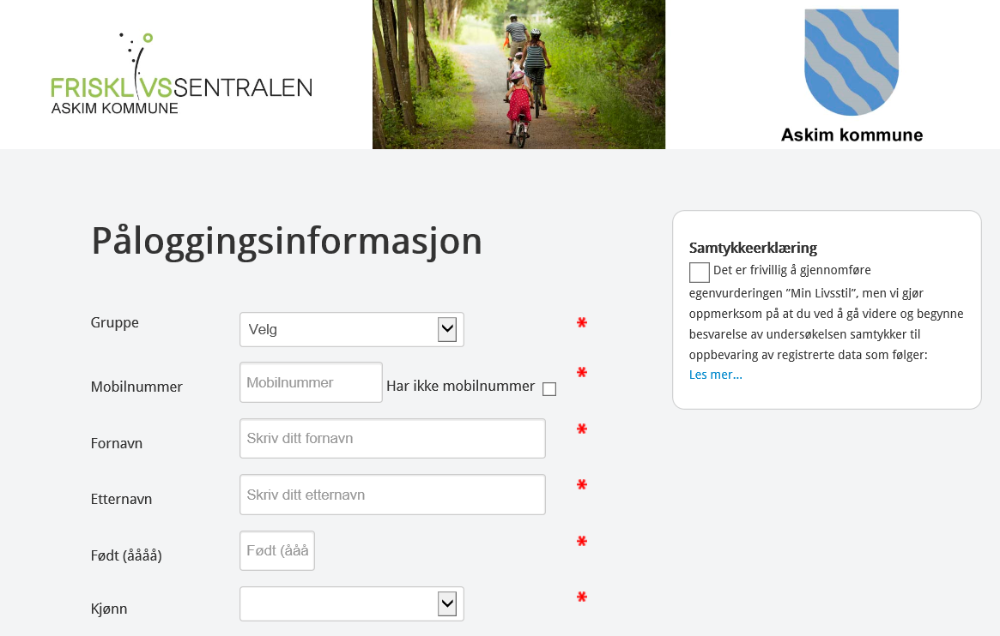 FRISKLIVSSENTRALEN
ASKIM KOMMUNE
Askim kommune
Påloggingsinformasjon
Gruppe
Velg
*
Mobilnummer
Mobilnummer
Har ikke mobilnummer
*
Fornavn
Skriv ditt fornavn
*
Etternavn
Skriv ditt etternavn
*
Født (åååå)
Født (ååå
*
Kjønn
*
Samtykkeerklæring
Det er frivillig å gjennomføre
egenvurderingen ”Min Livsstil”, men vi gjør
oppmerksom på at du ved å gå videre og begynne
besvarelse av undersøkelsen samtykker til
oppbevaring av registrerte data som følger:
Les mer...